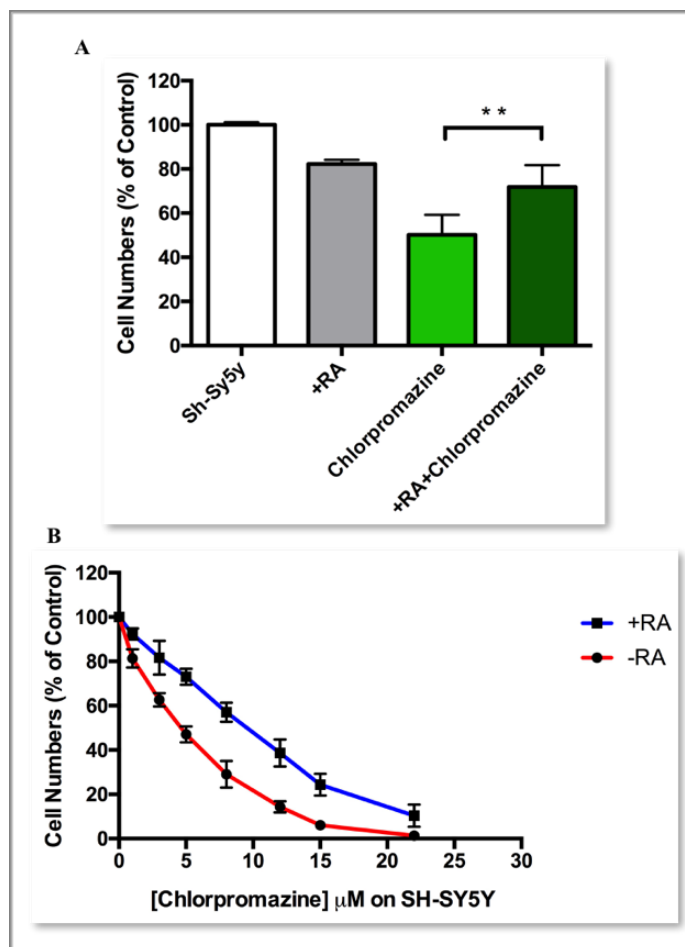 A
Cell Numbers (% of Control)
120
100
80
60
40
20
0
**
Sh-Sy5y
+RA
Chlorpromazine
+RA+Chlorpromazine
B
Cell Numbers (% of Control)
120
100
80
60
40
20
0
0 5 10 15 20 25 30
[Chlorpromazine] μM on SH-SY5Y
+RA
-RA